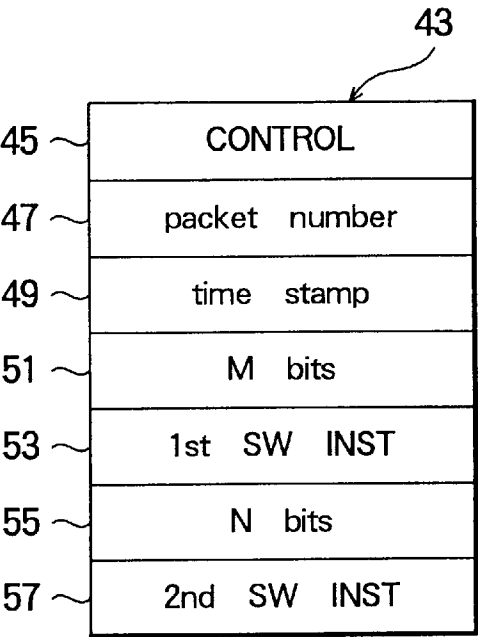 43
45 CONTROL
47 packet number
49 time stamp
51 M bits
53 1st SW INST
55 N bits
57 2nd SW INST